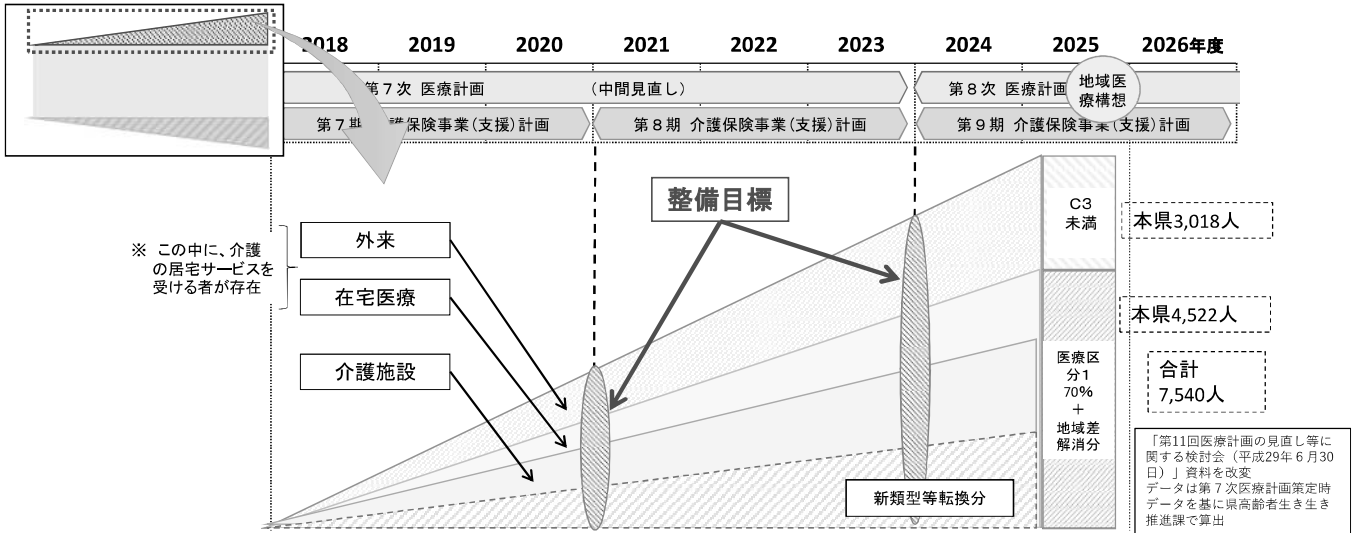 2018 2019 2020 2021 2022 2023 2024 2025 2026年度
第7次 医療計画 （中間見直し）
第8次 医療計画
地域医
療構想
第7期 介護保険事業（支援）計画
第8期 介護保険事業（支援）計画
第9期 介護保険事業（支援）計画
整備目標
※ この中に、介護
の居宅サービスを
受ける者が存在
外来
在宅医療
介護施設
新類型等転換分
C3
未満
医療区
分1
70%
＋
地域差
解消分
本県3,018人
本県4,522人
合計
7,540人
「第11回医療計画の見直し等に
関する検討会（平成29年６月30
日）」資料を改変
データは第７次医療計画策定時
データを基に県高齢者生き生き
推進課で算出